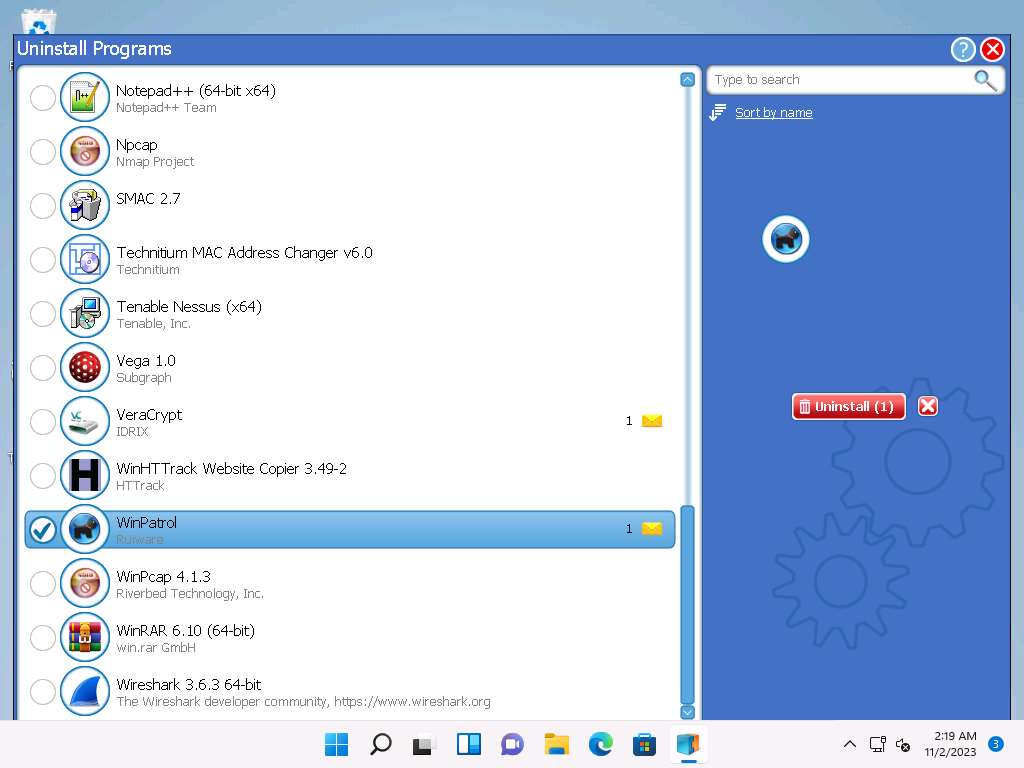 Uninstall Programs
?
Type to search
Sort by name
Notepad++ (64-bit x64)
Notepad++ Team
Npcap
Nmap Project
SMAC 2.7
Technitium MAC Address Changer v6.0
Technitium
Tenable Nessus (x64)
Tenable, Inc.
Vega 1.0
Subgraph
VeraCrypt
IDRIX
1
WinHTTrack Website Copier 3.49-2
HTTrack
WinPatrol
Ruiware
1
WinPcap 4.1.3
Riverbed Technology, Inc.
WinRAR 6.10 (64-bit)
win.rar GmbH
Wireshark 3.6.3 64-bit
The Wireshark developer community, https://www.wireshark.org
Uninstall (1)
2:19 AM
11/2/2023
3